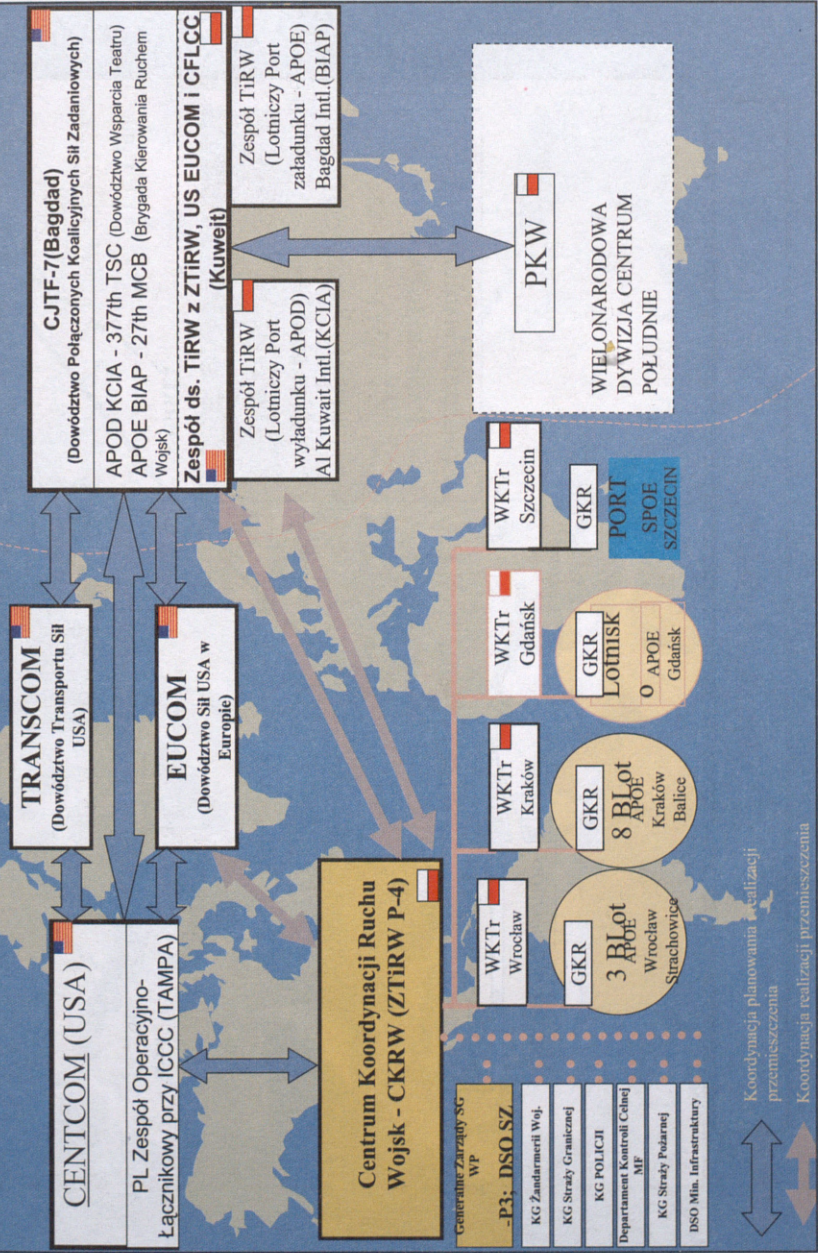 CENTCOM (USA)
PL Zespół Operacyjno-
Łącznikowy przy ICCC (TAMPA)
TRANSCOM
(Dowództwo Transportu Sił
USA)
EUCOM
(Dowództwo Sił USA w
Europie)
CJTF-7(Bagdad)
(Dowództwo Połączonych Koalicyjnych Sił Zadaniowych)
APOD KCIA - 377th TSC (Dowództwo Wsparcia Teatru)
APOE BIAP - 27th MCB (Brygada Kierowania Ruchem
Wojsk)
Zespół ds. TiRW z ZTiRW, US EUCOM i CFLCC
(Kuwejt)
Zespół TiRW
(Lotniczy Port
wyładunku - APOD)
Al Kuwait Intl.(KCIA)
Zespół TiRW
(Lotniczy Port
załadunku - APOE)
Bagdad Intl.(BIAP)
Centrum Koordynacji Ruchu
Wojsk - CKRW (ZTiRW P-4)
PKW
WIELONARODOWA
DYWIZJA CENTRUM
POŁUDNIE
Generalne Zarządy SG
WP
-P3; DSO SZ
KG Żandarmerii Woj.
KG Straży Granicznej
KG POLICJI
Departament Kontroli Celnej
MF
KG Straży Pożarnej
DSO Min. Infrastruktury
WKTr
Wrocław
GKR
3 BLot
APOE
Wrocław
Strachowice
WKTr
Kraków
GKR
8 BLot
APOE
Kraków
Balice
WKTr
Gdańsk
GKR
Lotnisk
o APOE
Gdańsk
WKTr
Szczecin
GKR
PORT
SPOE
SZCZECIN
Koordynacja planowania i realizacji
przemieszczenia
Koordynacja realizacji przemieszczenia